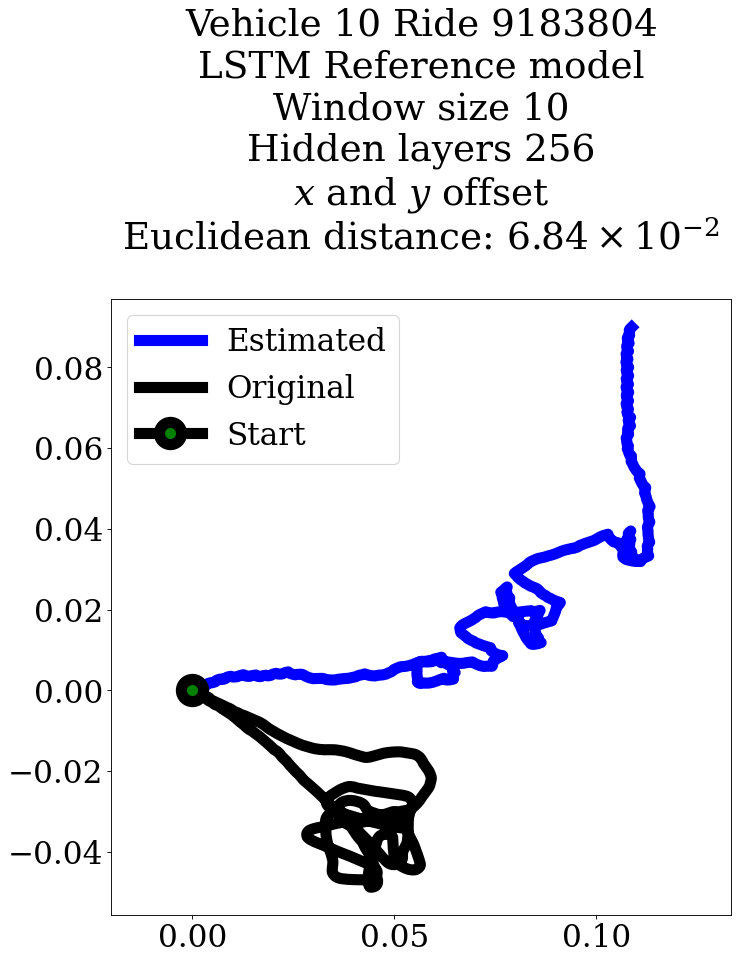 Vehicle 10 Ride 9183804
LSTM Reference model
Window size 10
Hidden layers 256
x and y offset
Euclidean distance: 6.84 × 10⁻²
Estimated
Original
Start
0.08
0.06
0.04
0.02
0.00
−0.02
−0.04
0.00 0.05 0.10